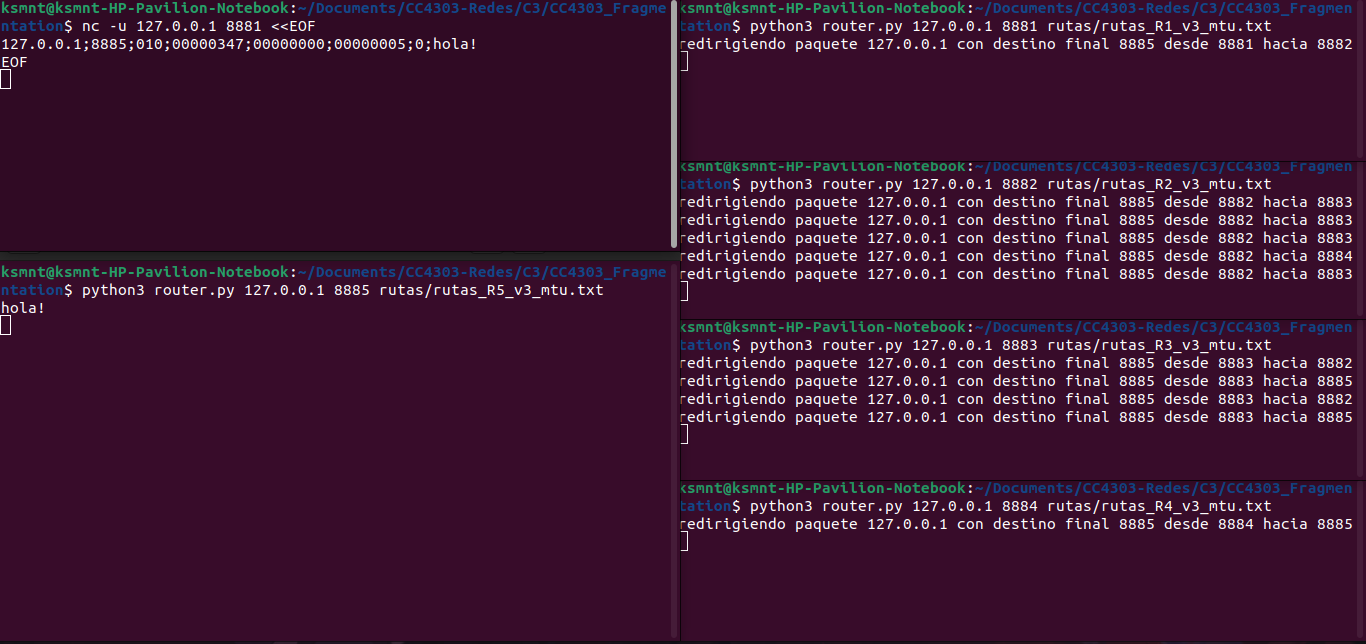 ksmnt@ksmnt-HP-Pavilion-Notebook:~/Documents/CC4303-Redes/C3/CC4303_Fragme
ntation$ nc -u 127.0.0.1 8881 <<EOF
127.0.0.1;8885;010;00000347;00000000;00000005;0;hola!
EOF
ksmnt@ksmnt-HP-Pavilion-Notebook:~/Documents/CC4303-Redes/C3/CC4303_Fragme
ntation$ python3 router.py 127.0.0.1 8885 rutas/rutas_R5_v3_mtu.txt
hola!
ksmnt@ksmnt-HP-Pavilion-Notebook:~/Documents/CC4303-Redes/C3/CC4303_Fragmen
tation$ python3 router.py 127.0.0.1 8881 rutas/rutas_R1_v3_mtu.txt
redirigiendo paquete 127.0.0.1 con destino final 8885 desde 8881 hacia 8882
ksmnt@ksmnt-HP-Pavilion-Notebook:~/Documents/CC4303-Redes/C3/CC4303_Fragmen
tation$ python3 router.py 127.0.0.1 8882 rutas/rutas_R2_v3_mtu.txt
redirigiendo paquete 127.0.0.1 con destino final 8885 desde 8882 hacia 8883
redirigiendo paquete 127.0.0.1 con destino final 8885 desde 8882 hacia 8883
redirigiendo paquete 127.0.0.1 con destino final 8885 desde 8882 hacia 8883
redirigiendo paquete 127.0.0.1 con destino final 8885 desde 8882 hacia 8884
redirigiendo paquete 127.0.0.1 con destino final 8885 desde 8882 hacia 8883
ksmnt@ksmnt-HP-Pavilion-Notebook:~/Documents/CC4303-Redes/C3/CC4303_Fragmen
tation$ python3 router.py 127.0.0.1 8883 rutas/rutas_R3_v3_mtu.txt
redirigiendo paquete 127.0.0.1 con destino final 8885 desde 8883 hacia 8882
redirigiendo paquete 127.0.0.1 con destino final 8885 desde 8883 hacia 8885
redirigiendo paquete 127.0.0.1 con destino final 8885 desde 8883 hacia 8882
redirigiendo paquete 127.0.0.1 con destino final 8885 desde 8883 hacia 8885
ksmnt@ksmnt-HP-Pavilion-Notebook:~/Documents/CC4303-Redes/C3/CC4303_Fragmen
tation$ python3 router.py 127.0.0.1 8884 rutas/rutas_R4_v3_mtu.txt
redirigiendo paquete 127.0.0.1 con destino final 8885 desde 8884 hacia 8885